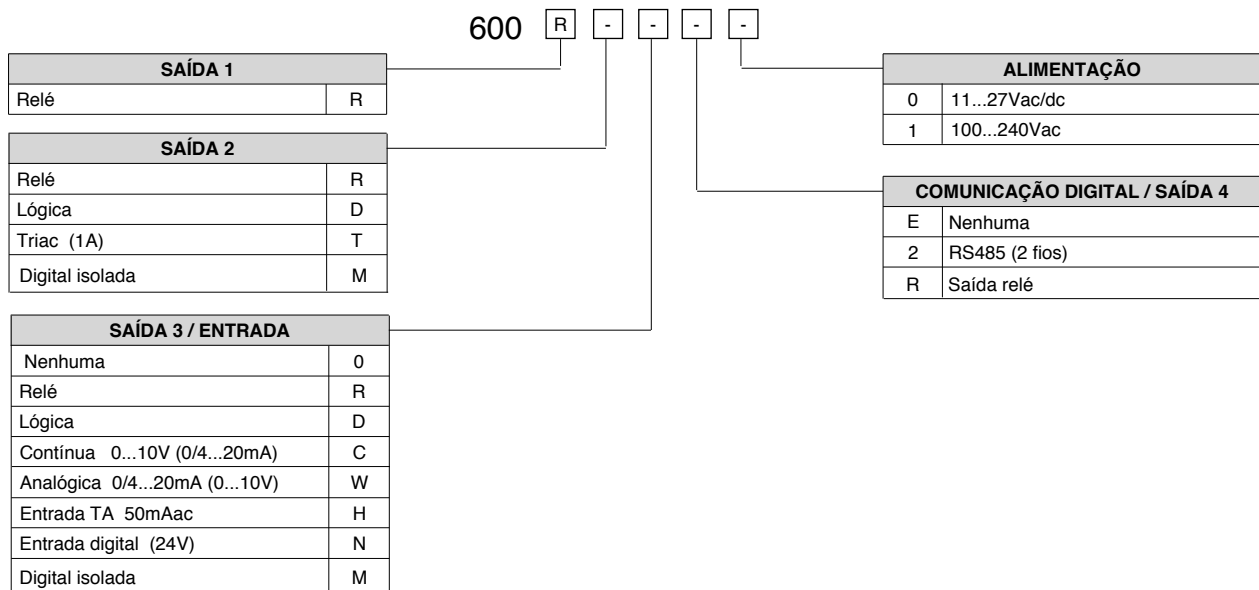 600 R - - - -
SAÍDA 1
Relé R
SAÍDA 2
Relé R
Lógica D
Triac (1A) T
Digital isolada M
SAÍDA 3 / ENTRADA
Nenhuma 0
Relé R
Lógica D
Contínua 0...10V (0/4...20mA) C
Analógica 0/4...20mA (0...10V) W
Entrada TA 50mAac H
Entrada digital (24V) N
Digital isolada M
ALIMENTAÇÃO
0 11...27Vac/dc
1 100...240Vac
COMUNICAÇÃO DIGITAL / SAÍDA 4
E Nenhuma
2 RS485 (2 fios)
R Saída relé